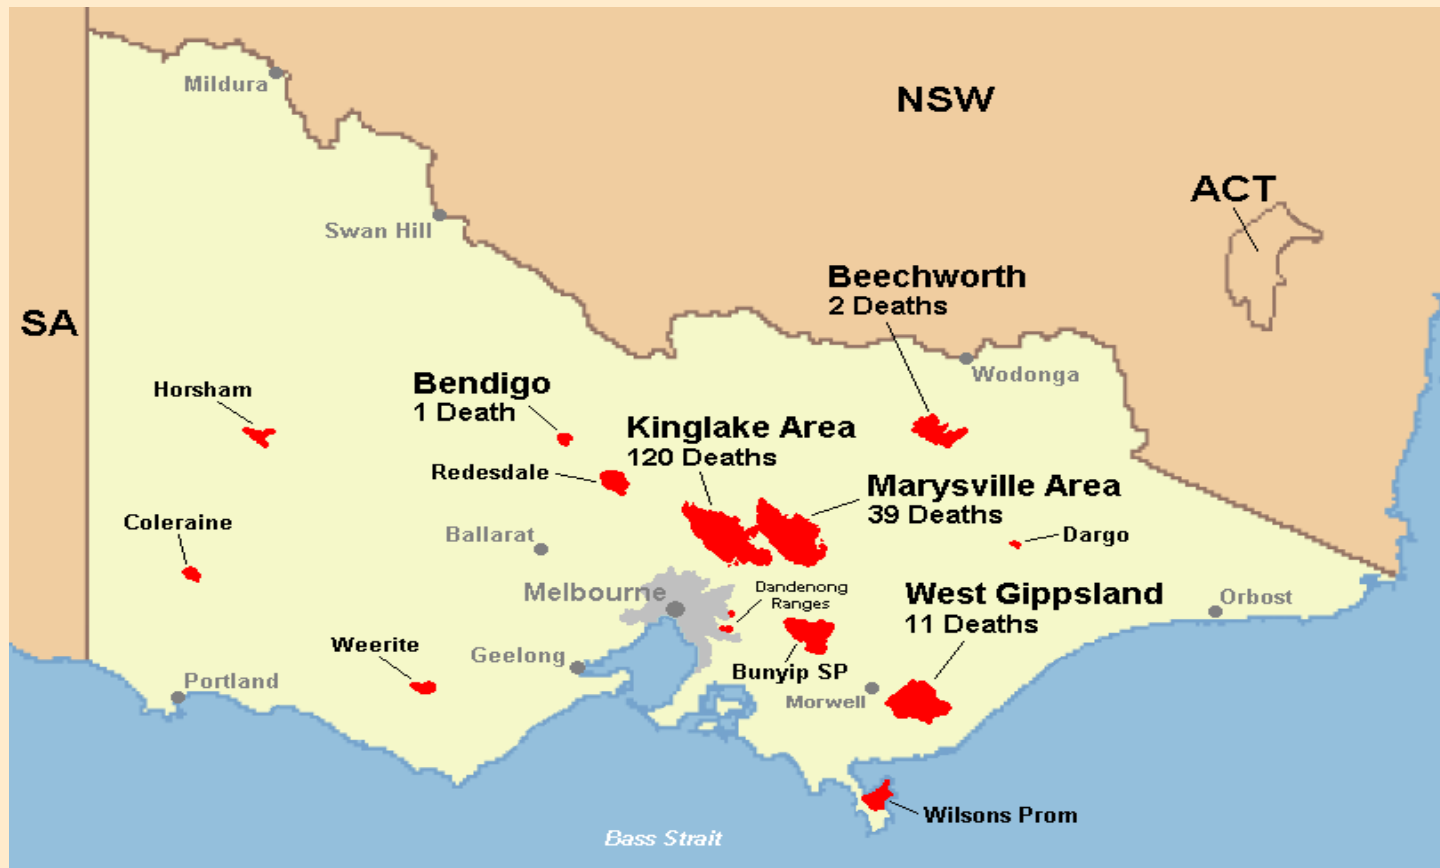 Mildura
NSW
ACT
Swan Hill
Beechworth
2 Deaths
SA
Wodonga
Horsham
Bendigo
1 Death
Kinglake Area
120 Deaths
Redesdale
Marysville Area
39 Deaths
Coleraine
Ballarat
Dargo
Melbourne
Dandenong
Ranges
West Gippsland
11 Deaths
Orbost
Weerite
Geelong
Bunyip SP
Portland
Morwell
Wilsons Prom
Bass Strait